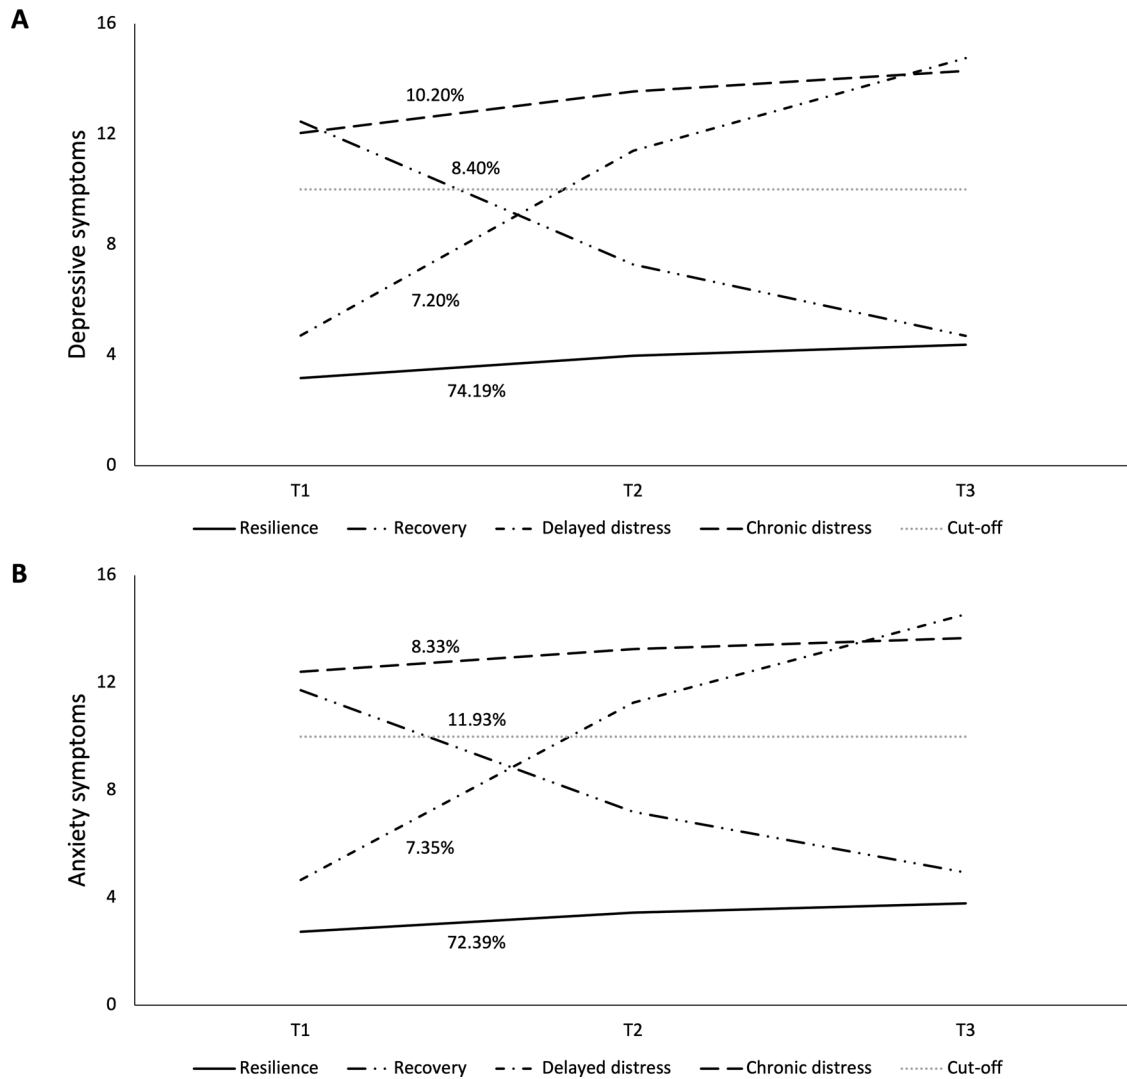 A
16
12
8
4
0
Depressive symptoms
10.20%
8.40%
7.20%
74.19%
T1 T2 T3
Resilience Recovery Delayed distress Chronic distress Cut-off
B
16
12
8
4
0
Anxiety symptoms
8.33%
11.93%
7.35%
72.39%
T1 T2 T3
Resilience Recovery Delayed distress Chronic distress Cut-off